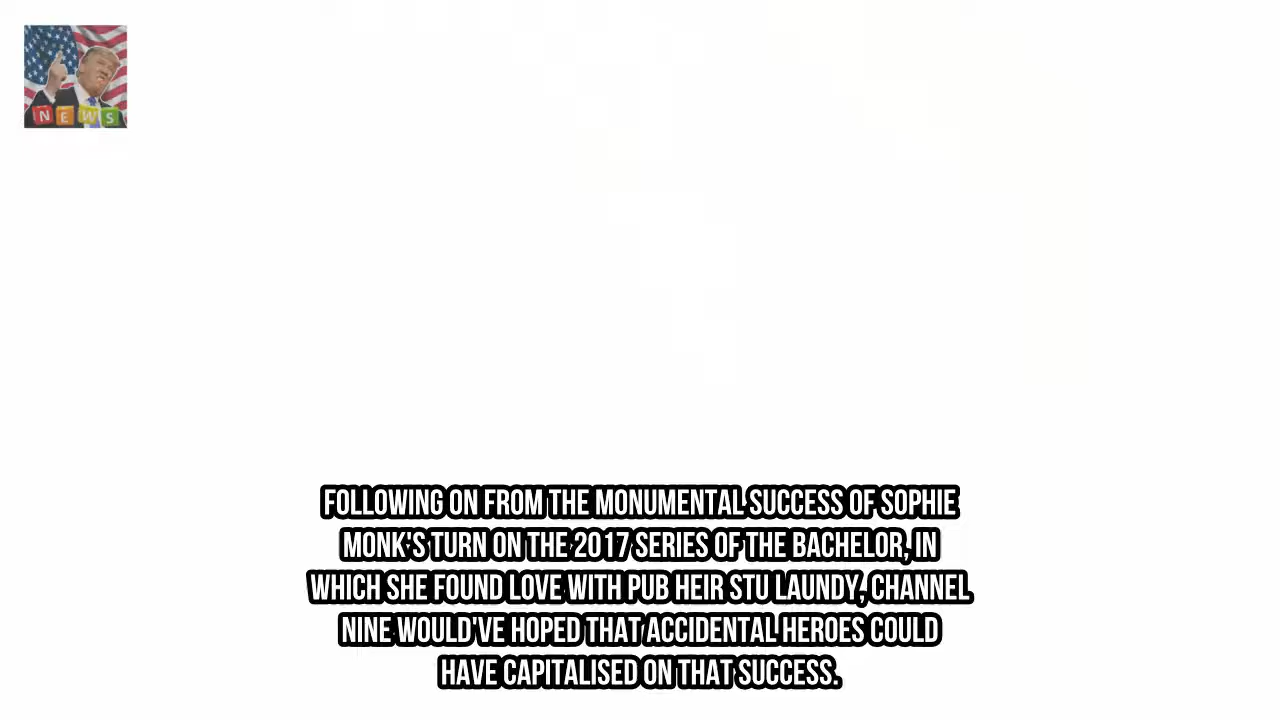 NEWS
FOLLOWING ON FROM THE MONUMENTAL SUCCESS OF SOPHIE
MONK'S TURN ON THE 2017 SERIES OF THE BACHELOR, IN
WHICH SHE FOUND LOVE WITH PUB HEIR STU LAUNDY, CHANNEL
NINE WOULD'VE HOPED THAT ACCIDENTAL HEROES COULD
HAVE CAPITALISED ON THAT SUCCESS.